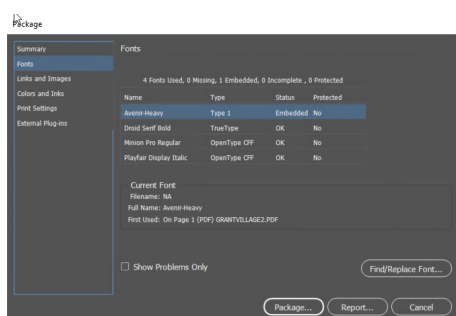 Package
Summary
Fonts
Links and Images
Colors and Inks
Print Settings
External Plug-ins
Fonts
4 Fonts Used, 0 Missing, 1 Embedded, 0 Incomplete , 0 Protected
Name Type Status Protected
Avenir-Heavy Type 1 Embedded No
Droid Serif Bold TrueType OK No
Minion Pro Regular OpenType CFF OK No
Playfair Display Italic OpenType CFF OK No
Current Font
Filename: NA
Full Name: Avenir-Heavy
First Used: On Page 1 (PDF) GRANTVILLAGE2.PDF
Show Problems Only
Find/Replace Font...
Package... Report... Cancel